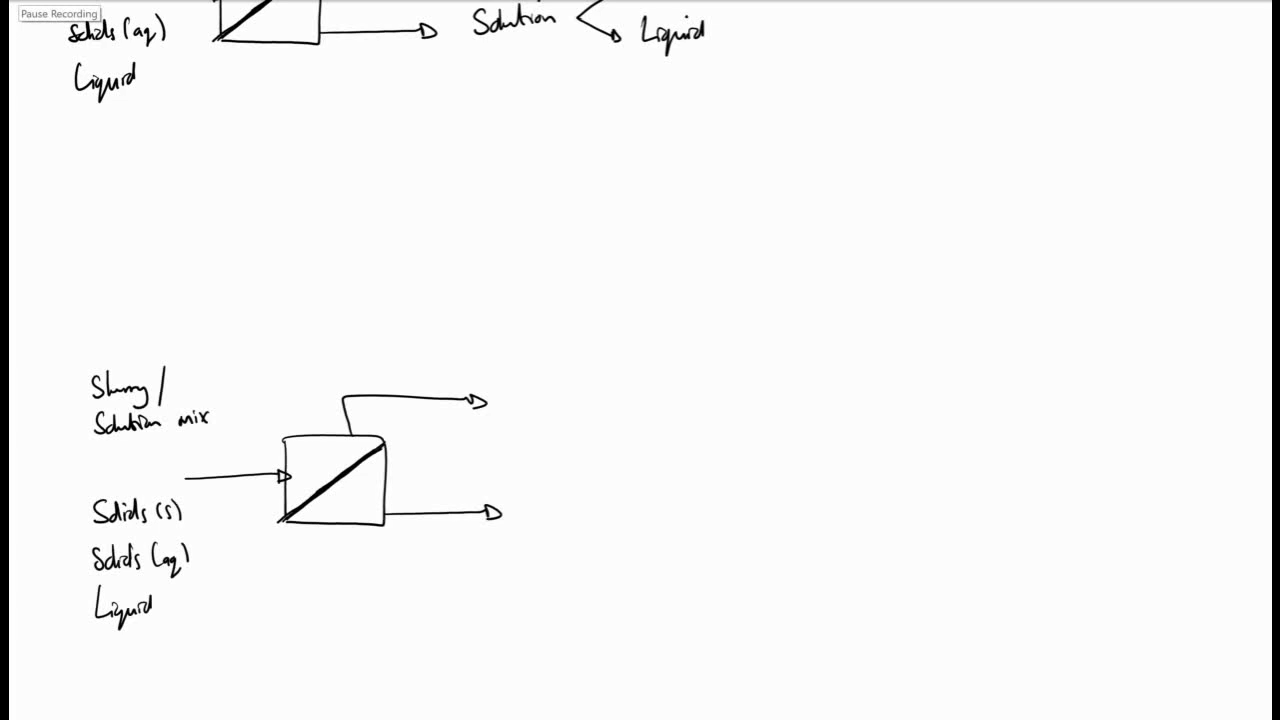 Pause Recording
Solids (aq)
Solution
Liquid
Liquid
Slurry /
Solution mix
Solids (s)
Solids (aq)
Liquid